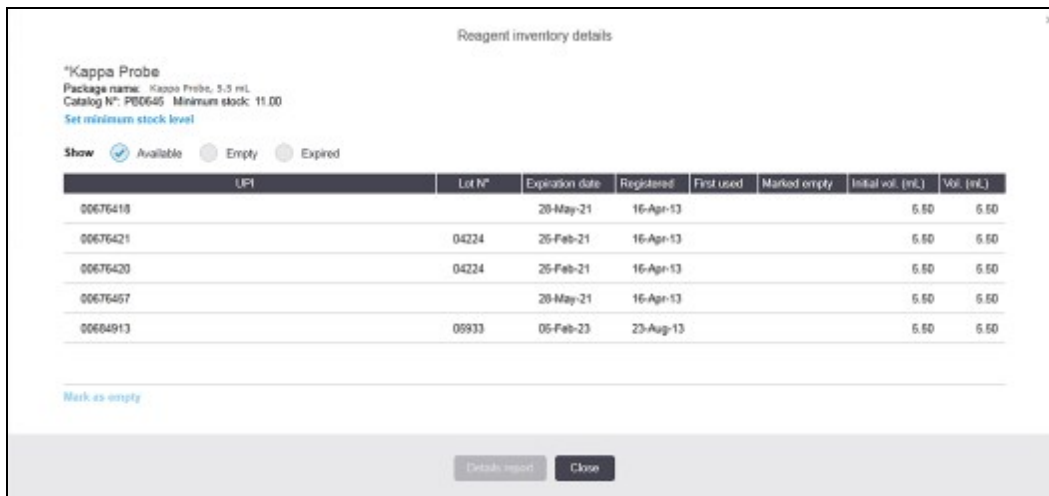 Reagent inventory details
*Kappa Probe
Package name: Kappa Probe, 5.5 mL
Catalog N°: PB0645 Minimum stock: 11.00
Set minimum stock level
Show Available Empty Expired
UPI Lot N° Expiration date Registered First used Marked empty Initial vol. (mL) Vol. (mL)
00676418 28-May-21 16-Apr-13 5.50 5.50
00676421 04224 26-Feb-21 16-Apr-13 5.50 5.50
00676420 04224 26-Feb-21 16-Apr-13 5.50 5.50
00676467 28-May-21 16-Apr-13 5.50 5.50
00684913 05933 05-Feb-23 23-Aug-13 5.50 5.50
Mark as empty
Details report Close